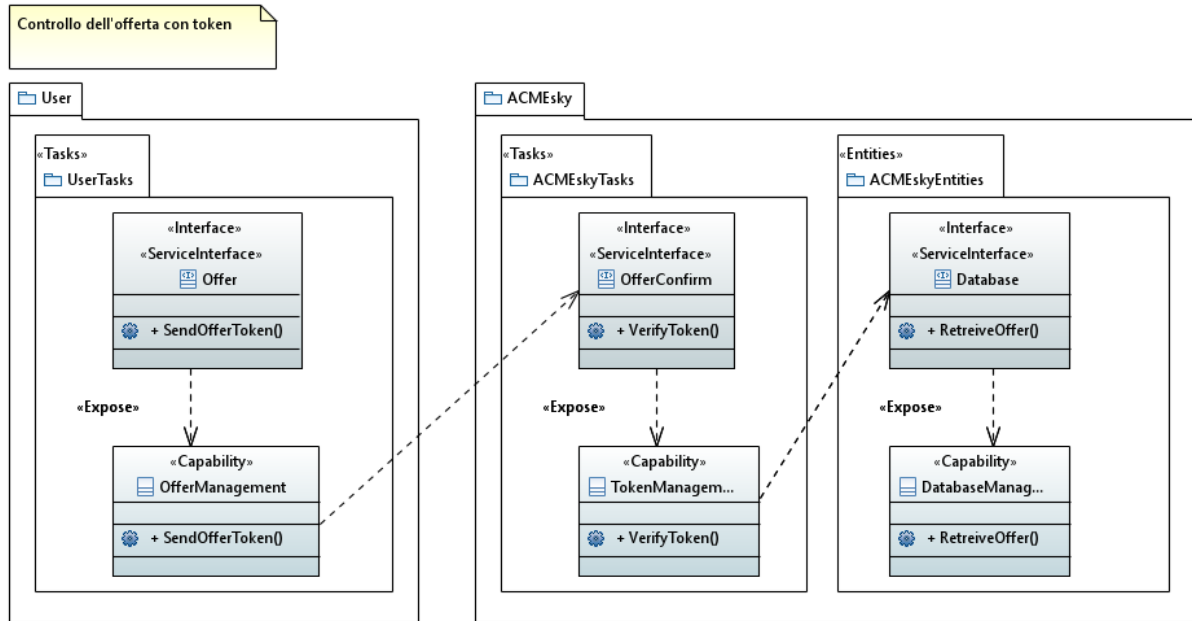 Controllo dell'offerta con token
User
«Tasks»
UserTasks
«Interface»
«ServiceInterface»
Offer
+ SendOfferToken()
«Expose»
«Capability»
OfferManagement
+ SendOfferToken()
ACMEsky
«Tasks»
ACMEskyTasks
«Interface»
«ServiceInterface»
OfferConfirm
+ VerifyToken()
«Expose»
«Capability»
TokenManagem...
+ VerifyToken()
«Entities»
ACMEskyEntities
«Interface»
«ServiceInterface»
Database
+ RetreiveOffer()
«Expose»
«Capability»
DatabaseManag...
+ RetreiveOffer()